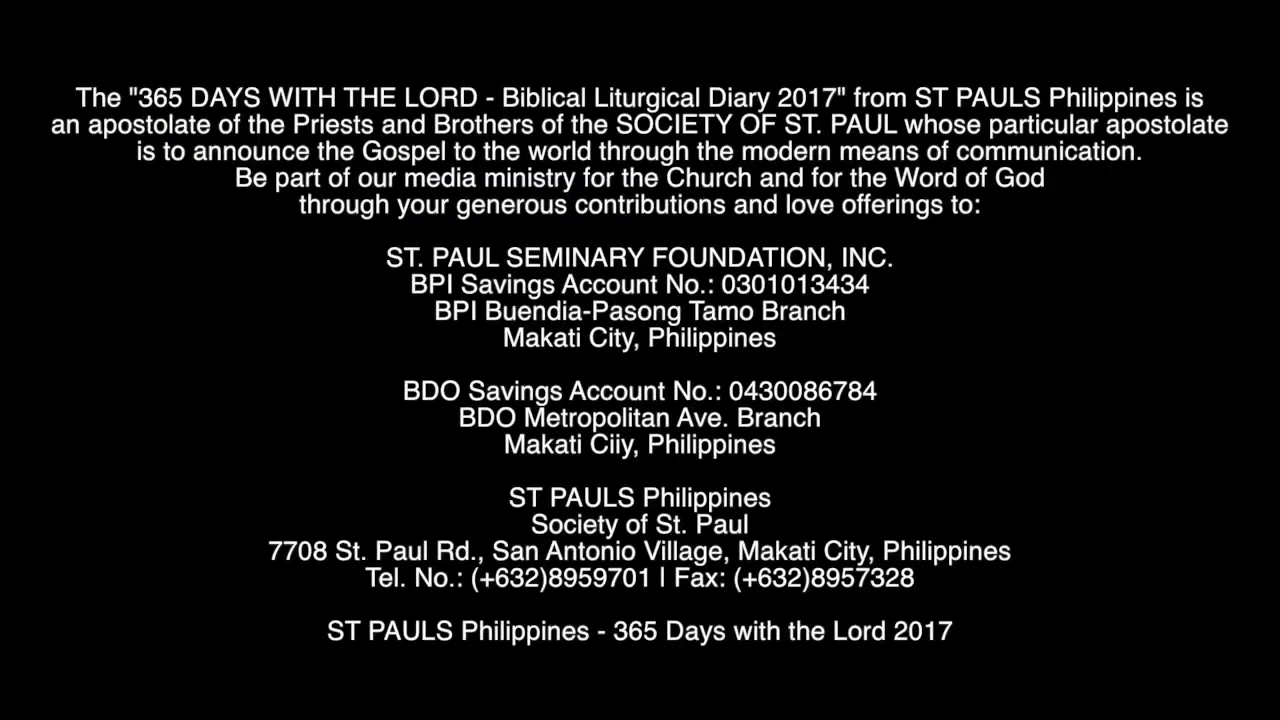 The "365 DAYS WITH THE LORD - Biblical Liturgical Diary 2017" from ST PAULS Philippines is
an apostolate of the Priests and Brothers of the SOCIETY OF ST. PAUL whose particular apostolate
is to announce the Gospel to the world through the modern means of communication.
Be part of our media ministry for the Church and for the Word of God
through your generous contributions and love offerings to:
ST. PAUL SEMINARY FOUNDATION, INC.
BPI Savings Account No.: 0301013434
BPI Buendia-Pasong Tamo Branch
Makati City, Philippines
BDO Savings Account No.: 0430086784
BDO Metropolitan Ave. Branch
Makati Ciiy, Philippines
ST PAULS Philippines
Society of St. Paul
7708 St. Paul Rd., San Antonio Village, Makati City, Philippines
Tel. No.: (+632)8959701 | Fax: (+632)8957328
ST PAULS Philippines - 365 Days with the Lord 2017